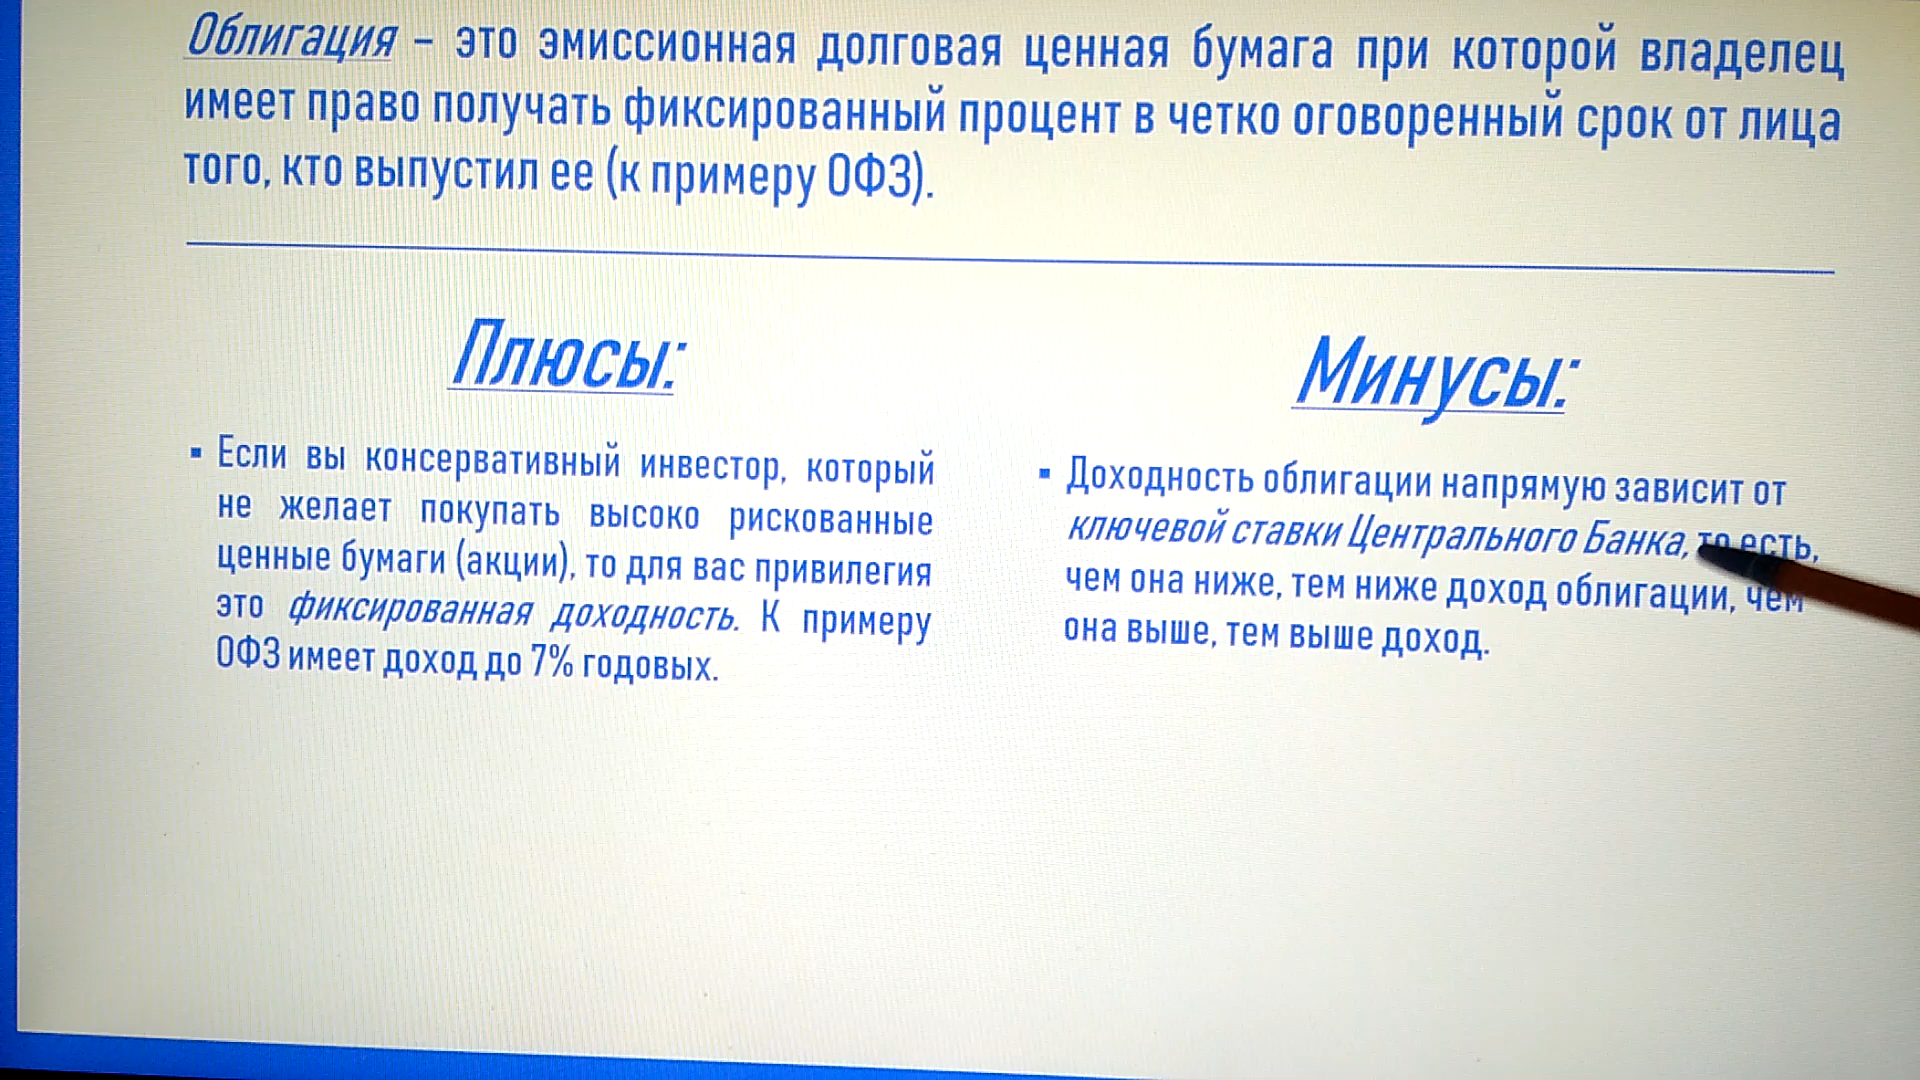 Облигация – это эмиссионная долговая ценная бумага при которой владелец
имеет право получать фиксированный процент в четко оговоренный срок от лица
того, кто выпустил ее (к примеру ОФЗ).
Плюсы:
▪ Если вы консервативный инвестор, который
не желает покупать высоко рискованные
ценные бумаги (акции), то для вас привилегия
это фиксированная доходность. К примеру
ОФЗ имеет доход до 7% годовых.
Минусы:
▪ Доходность облигации напрямую зависит от
ключевой ставки Центрального Банка, то есть,
чем она ниже, тем ниже доход облигации, чем
она выше, тем выше доход.